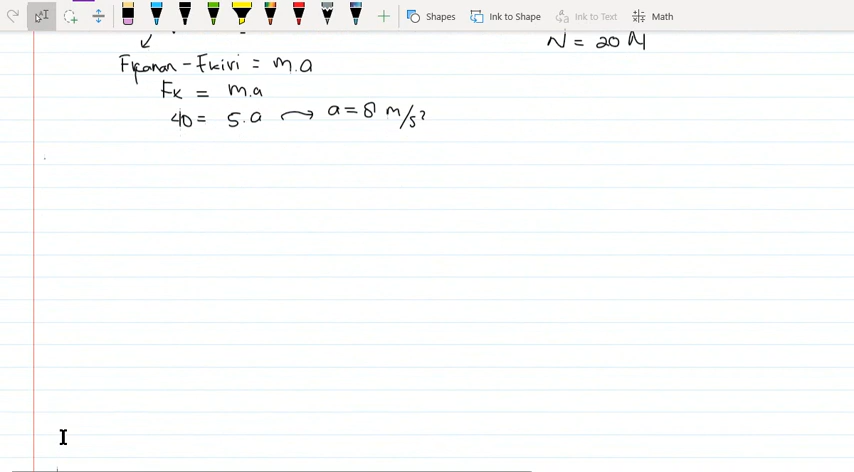 Shapes Ink to Shape Ink to Text Math
N = 20 N
Fkanan - Fkiri = m.a
Fk = m.a
40 = 5.a → a = 8 m/s²